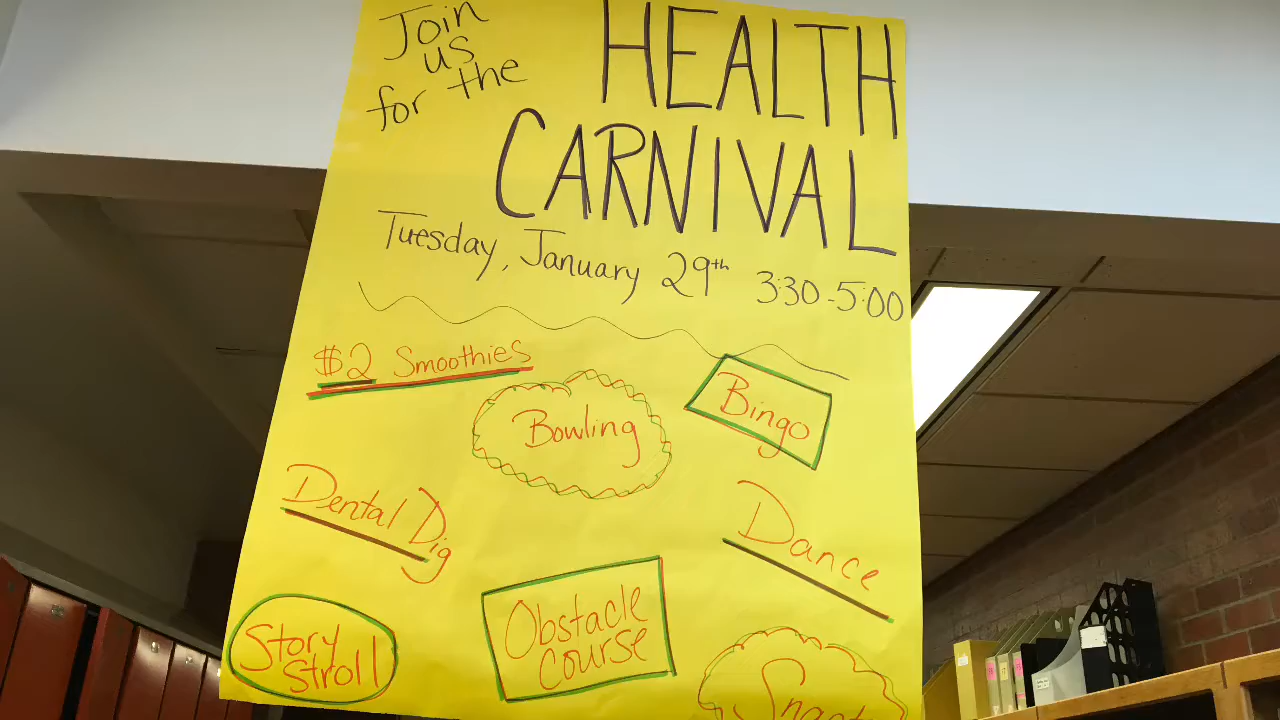 Join
us
for the
HEALTH
CARNIVAL
Tuesday, January 29th 3:30-5:00
$2 Smoothies
Bowling
Bingo
Dental Dig
Dance
Story
Stroll
Obstacle
course